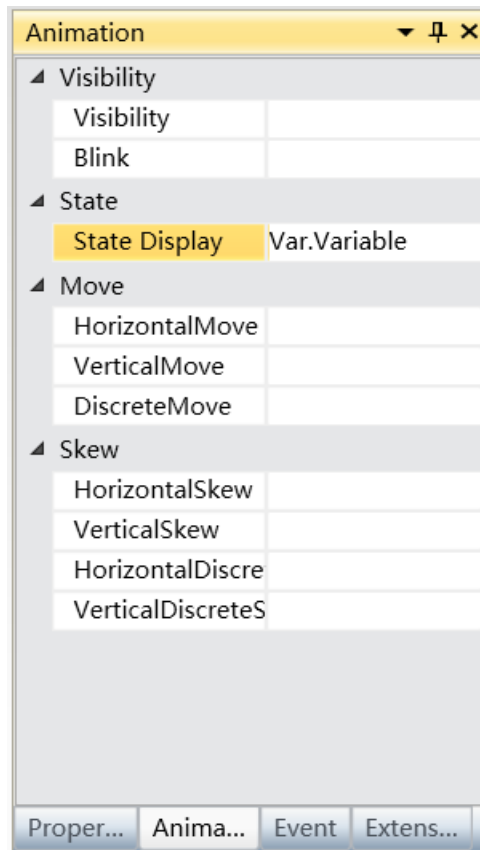 Animation
Visibility
Visibility
Blink
State
State Display Var.Variable
Move
HorizontalMove
VerticalMove
DiscreteMove
Skew
HorizontalSkew
VerticalSkew
HorizontalDiscre
VerticalDiscreteS
Proper... Anima... Event Extens...